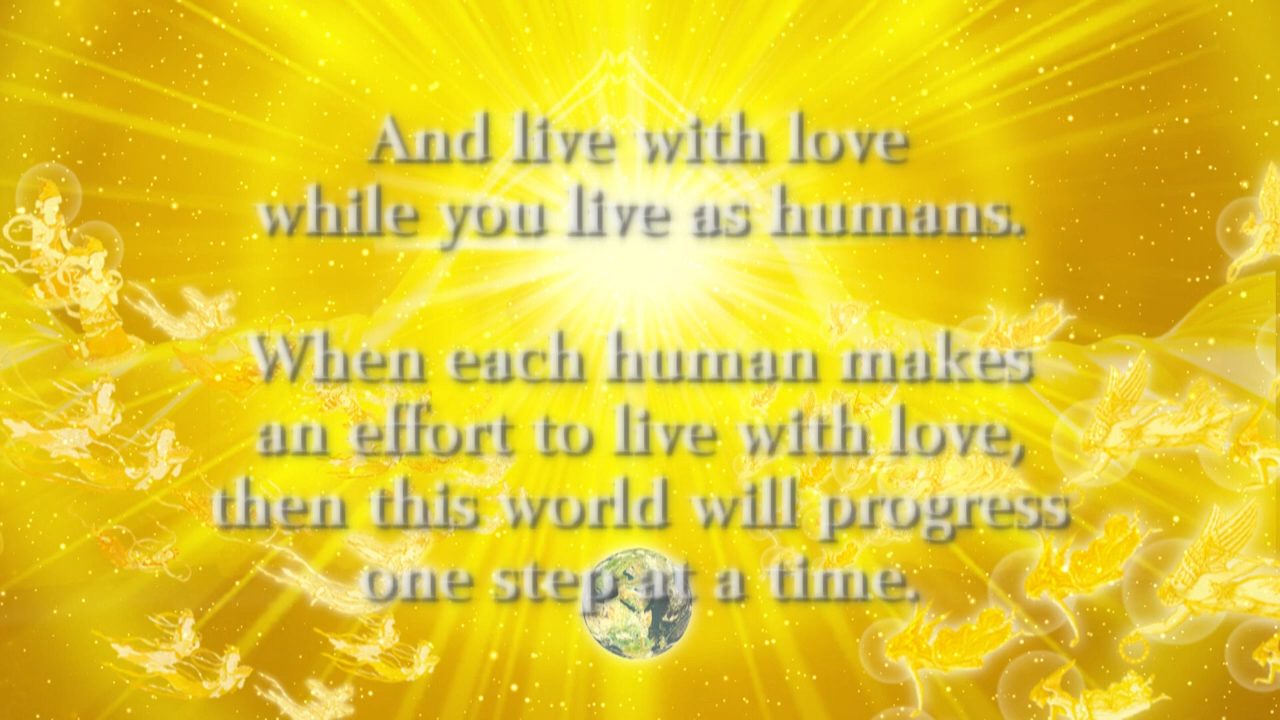 And live with love
while you live as humans.
When each human makes
an effort to live with love,
then this world will progress
one step at a time.